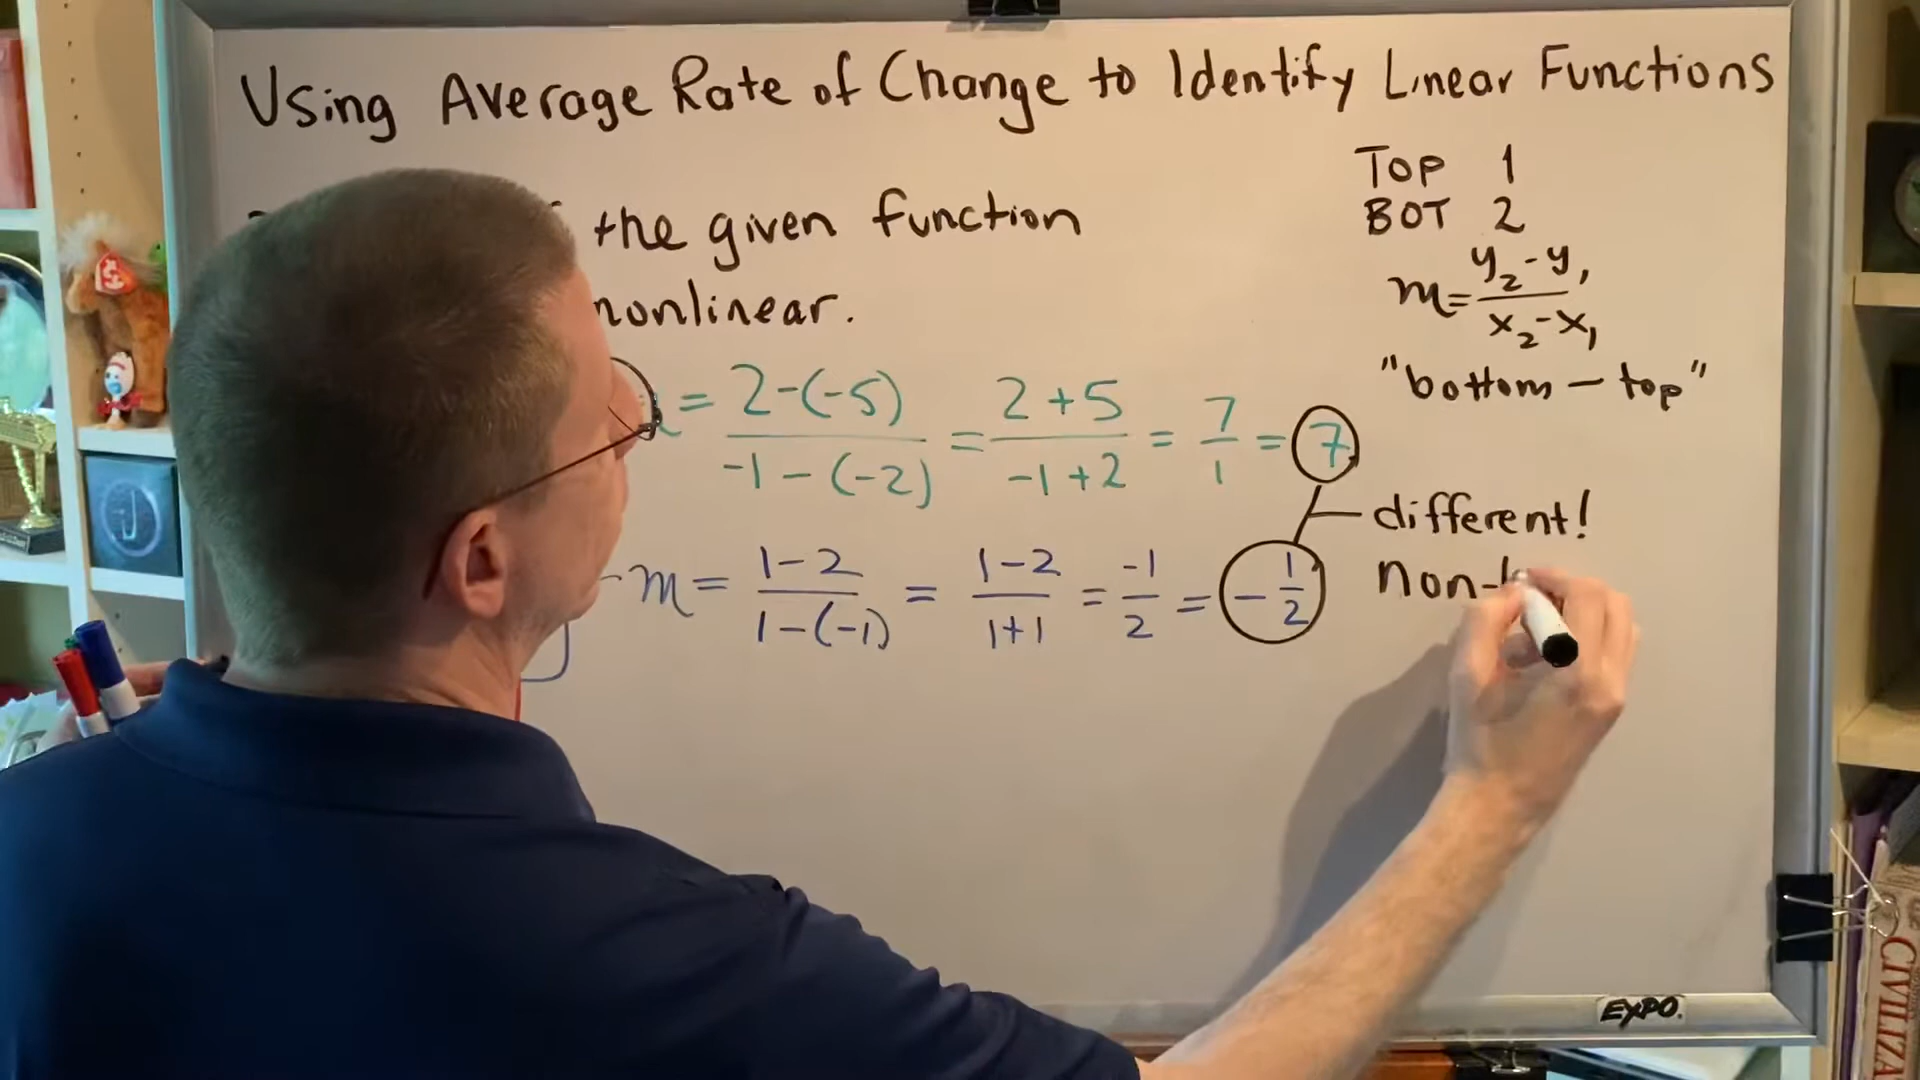 Using Average Rate of Change to Identify Linear Functions
the given function
nonlinear.
TOP 1
BOT 2
m = y₂-y₁ / x₂-x₁
"bottom - top"
= 2-(-5) / -1-(-2) = 2+5 / -1+2 = 7/1 = 7
different!
m = 1-2 / 1-(-1) = 1-2 / 1+1 = -1/2 = -1/2
non-
EXPO.